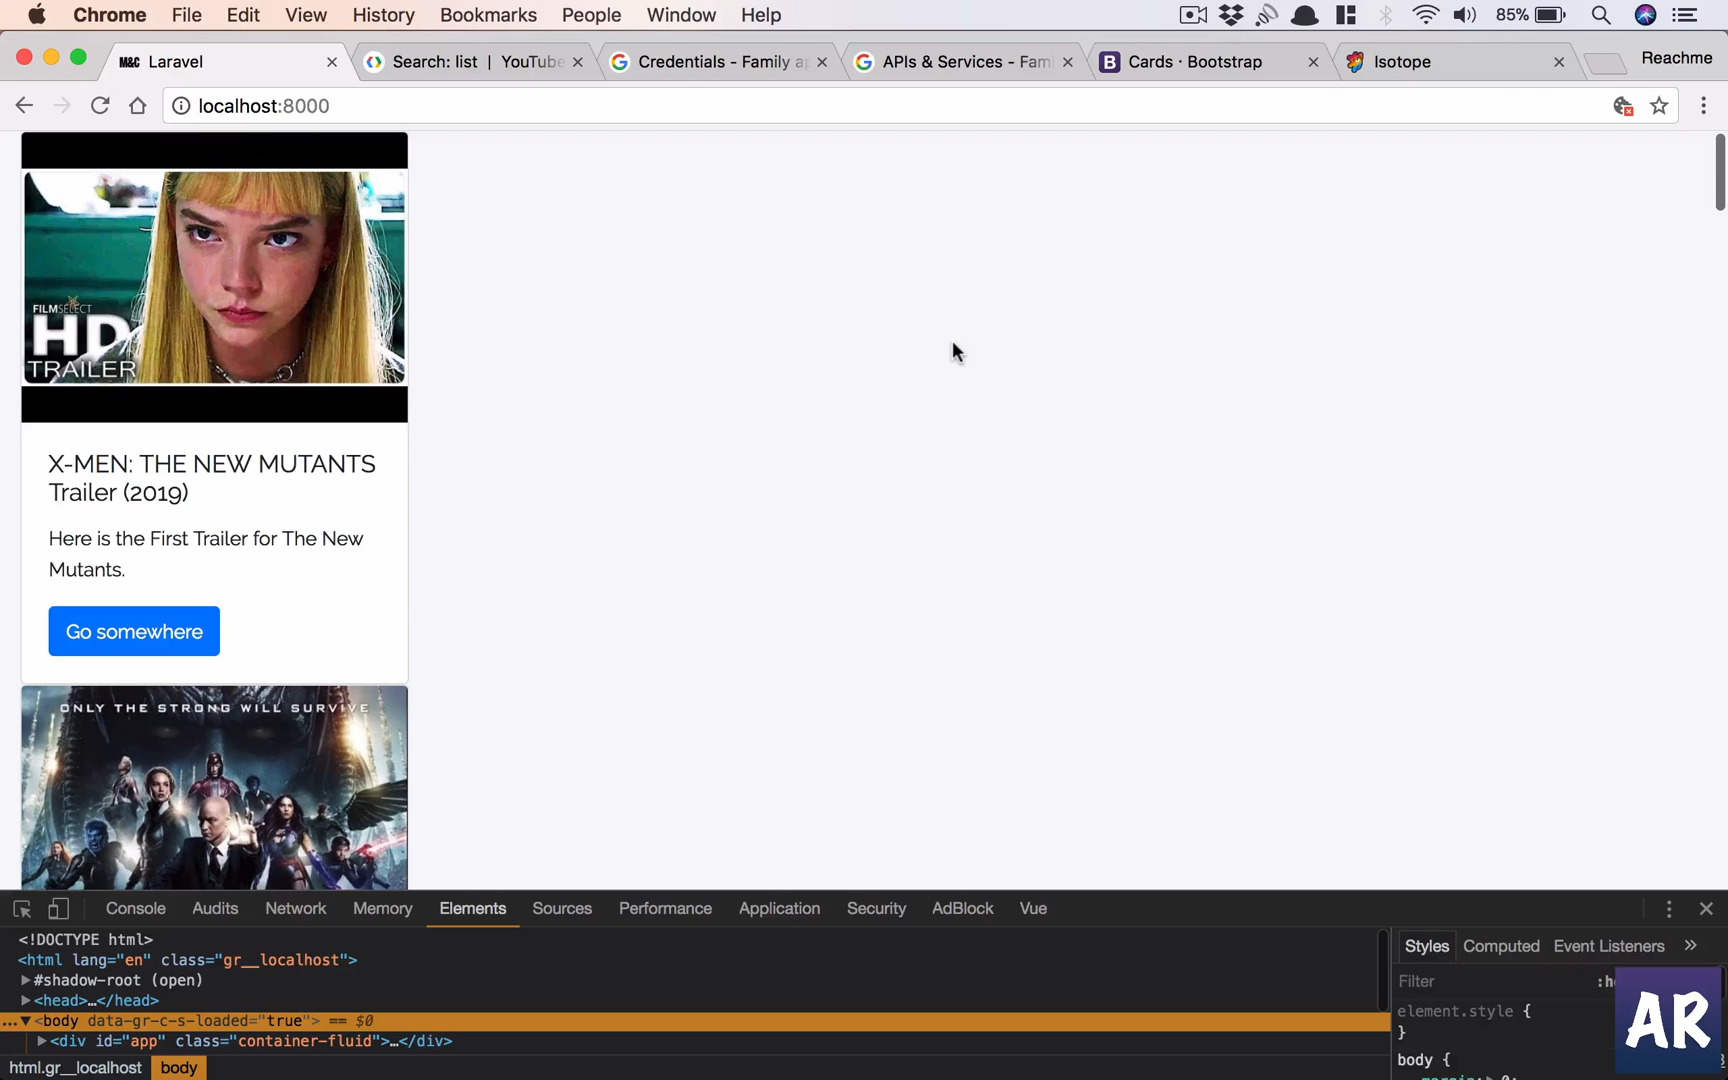 Chrome File Edit View History Bookmarks People Window Help 85%
M&C Laravel Search: list | YouTube Credentials - Family ap APIs & Services - Fami Cards · Bootstrap Isotope Reachme
localhost:8000
FILMSELECT
HD
TRAILER
X-MEN: THE NEW MUTANTS
Trailer (2019)
Here is the First Trailer for The New
Mutants.
Go somewhere
ONLY THE STRONG WILL SURVIVE
Console Audits Network Memory Elements Sources Performance Application Security AdBlock Vue
<!DOCTYPE html>
<html lang="en" class="gr__localhost">
#shadow-root (open)
<head>…</head>
…<body data-gr-c-s-loaded="true"> == $0
<div id="app" class="container-fluid">…</div>
html.gr__localhost body
Styles Computed Event Listeners »
Filter
element.style {
}
body {
AR